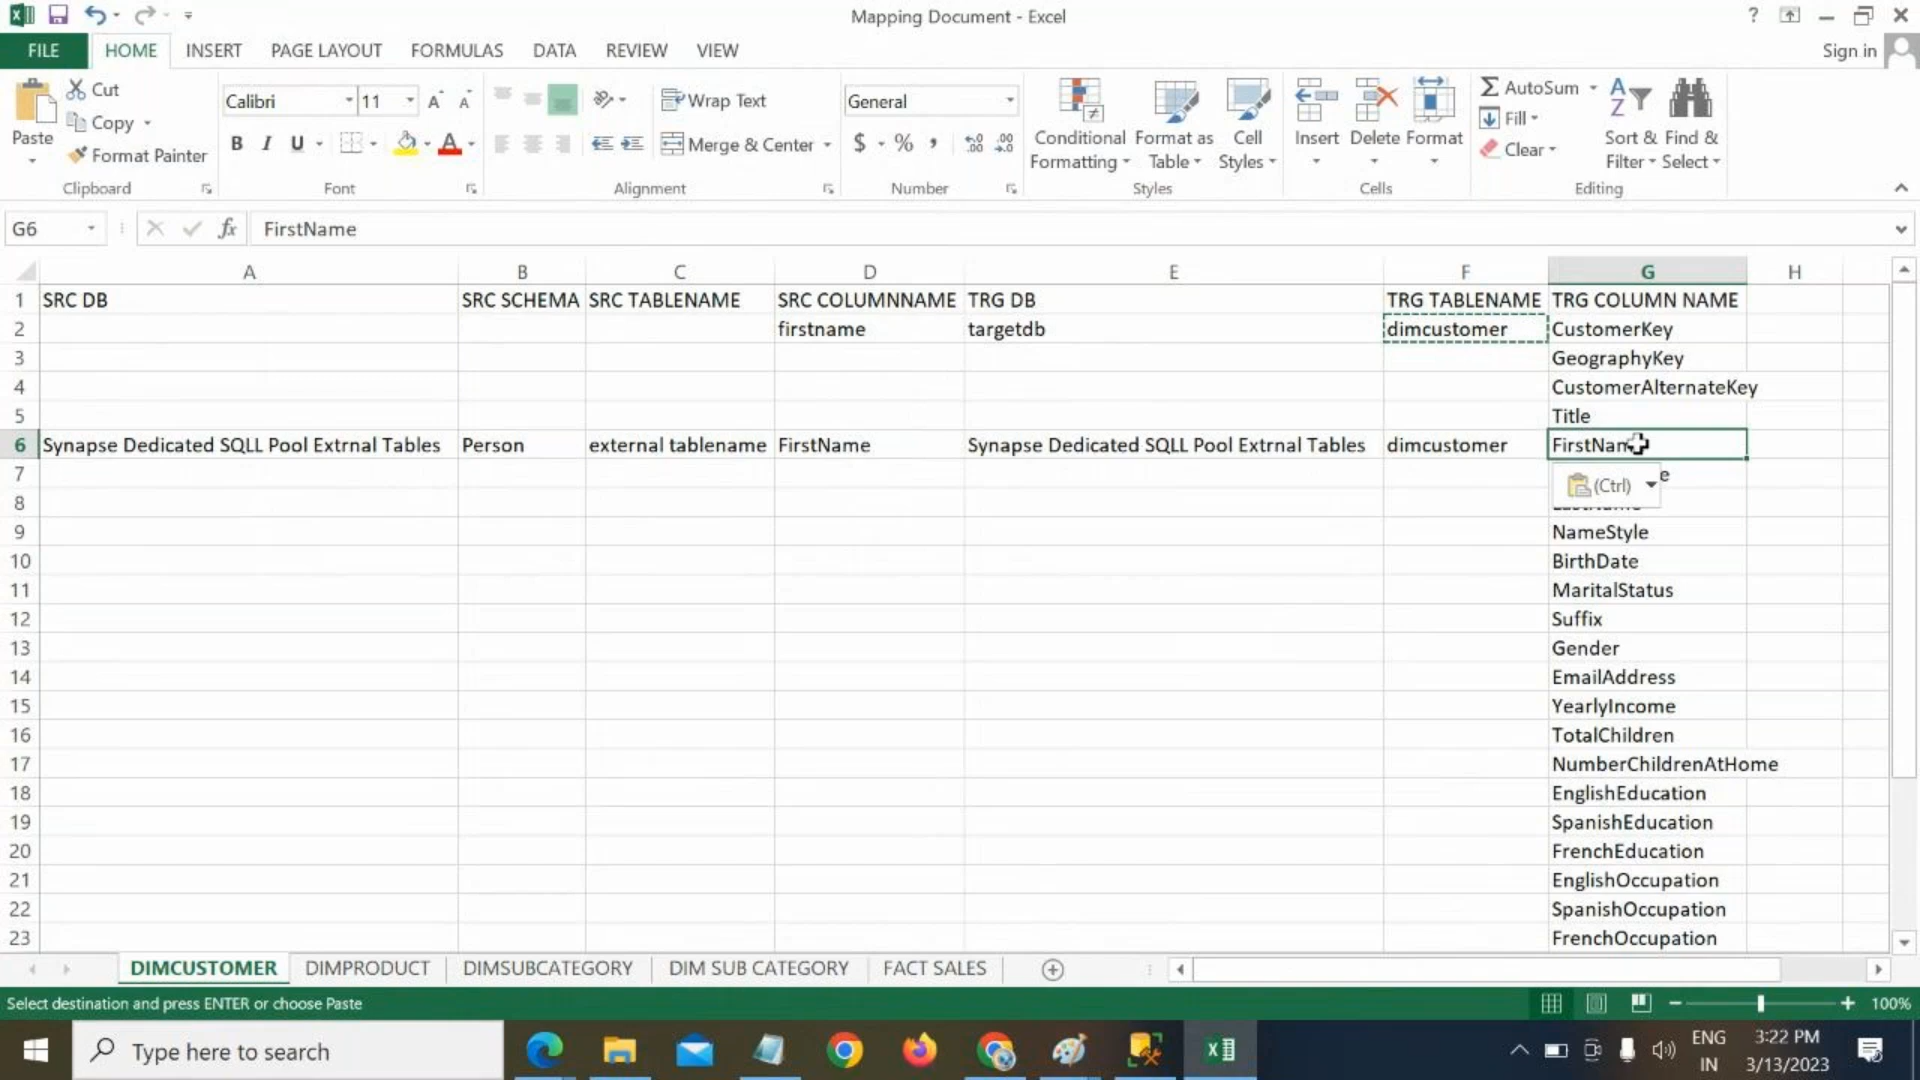 Mapping Document - Excel
?
FILE HOME INSERT PAGE LAYOUT FORMULAS DATA REVIEW VIEW Sign in
Paste
Cut
Copy
Format Painter
Clipboard
Calibri 11
B I U
Font
Wrap Text
Merge & Center
Alignment
General
$ % ,
Number
Conditional Formatting
Format as Table
Cell Styles
Styles
Insert Delete Format
Cells
AutoSum
Fill
Clear
Sort & Filter
Find & Select
Editing
G6 fx FirstName
A B C D E F G H
1 SRC DB SRC SCHEMA SRC TABLENAME SRC COLUMNNAME TRG DB TRG TABLENAME TRG COLUMN NAME
2 firstname targetdb dimcustomer CustomerKey
3 GeographyKey
4 CustomerAlternateKey
5 Title
6 Synapse Dedicated SQLL Pool Extrnal Tables Person external tablename FirstName Synapse Dedicated SQLL Pool Extrnal Tables dimcustomer FirstName
7
(Ctrl)
8
9 NameStyle
10 BirthDate
11 MaritalStatus
12 Suffix
13 Gender
14 EmailAddress
15 YearlyIncome
16 TotalChildren
17 NumberChildrenAtHome
18 EnglishEducation
19 SpanishEducation
20 FrenchEducation
21 EnglishOccupation
22 SpanishOccupation
23 FrenchOccupation
DIMCUSTOMER DIMPRODUCT DIMSUBCATEGORY DIM SUB CATEGORY FACT SALES
Select destination and press ENTER or choose Paste 100%
Type here to search
ENG
IN
3:22 PM
3/13/2023